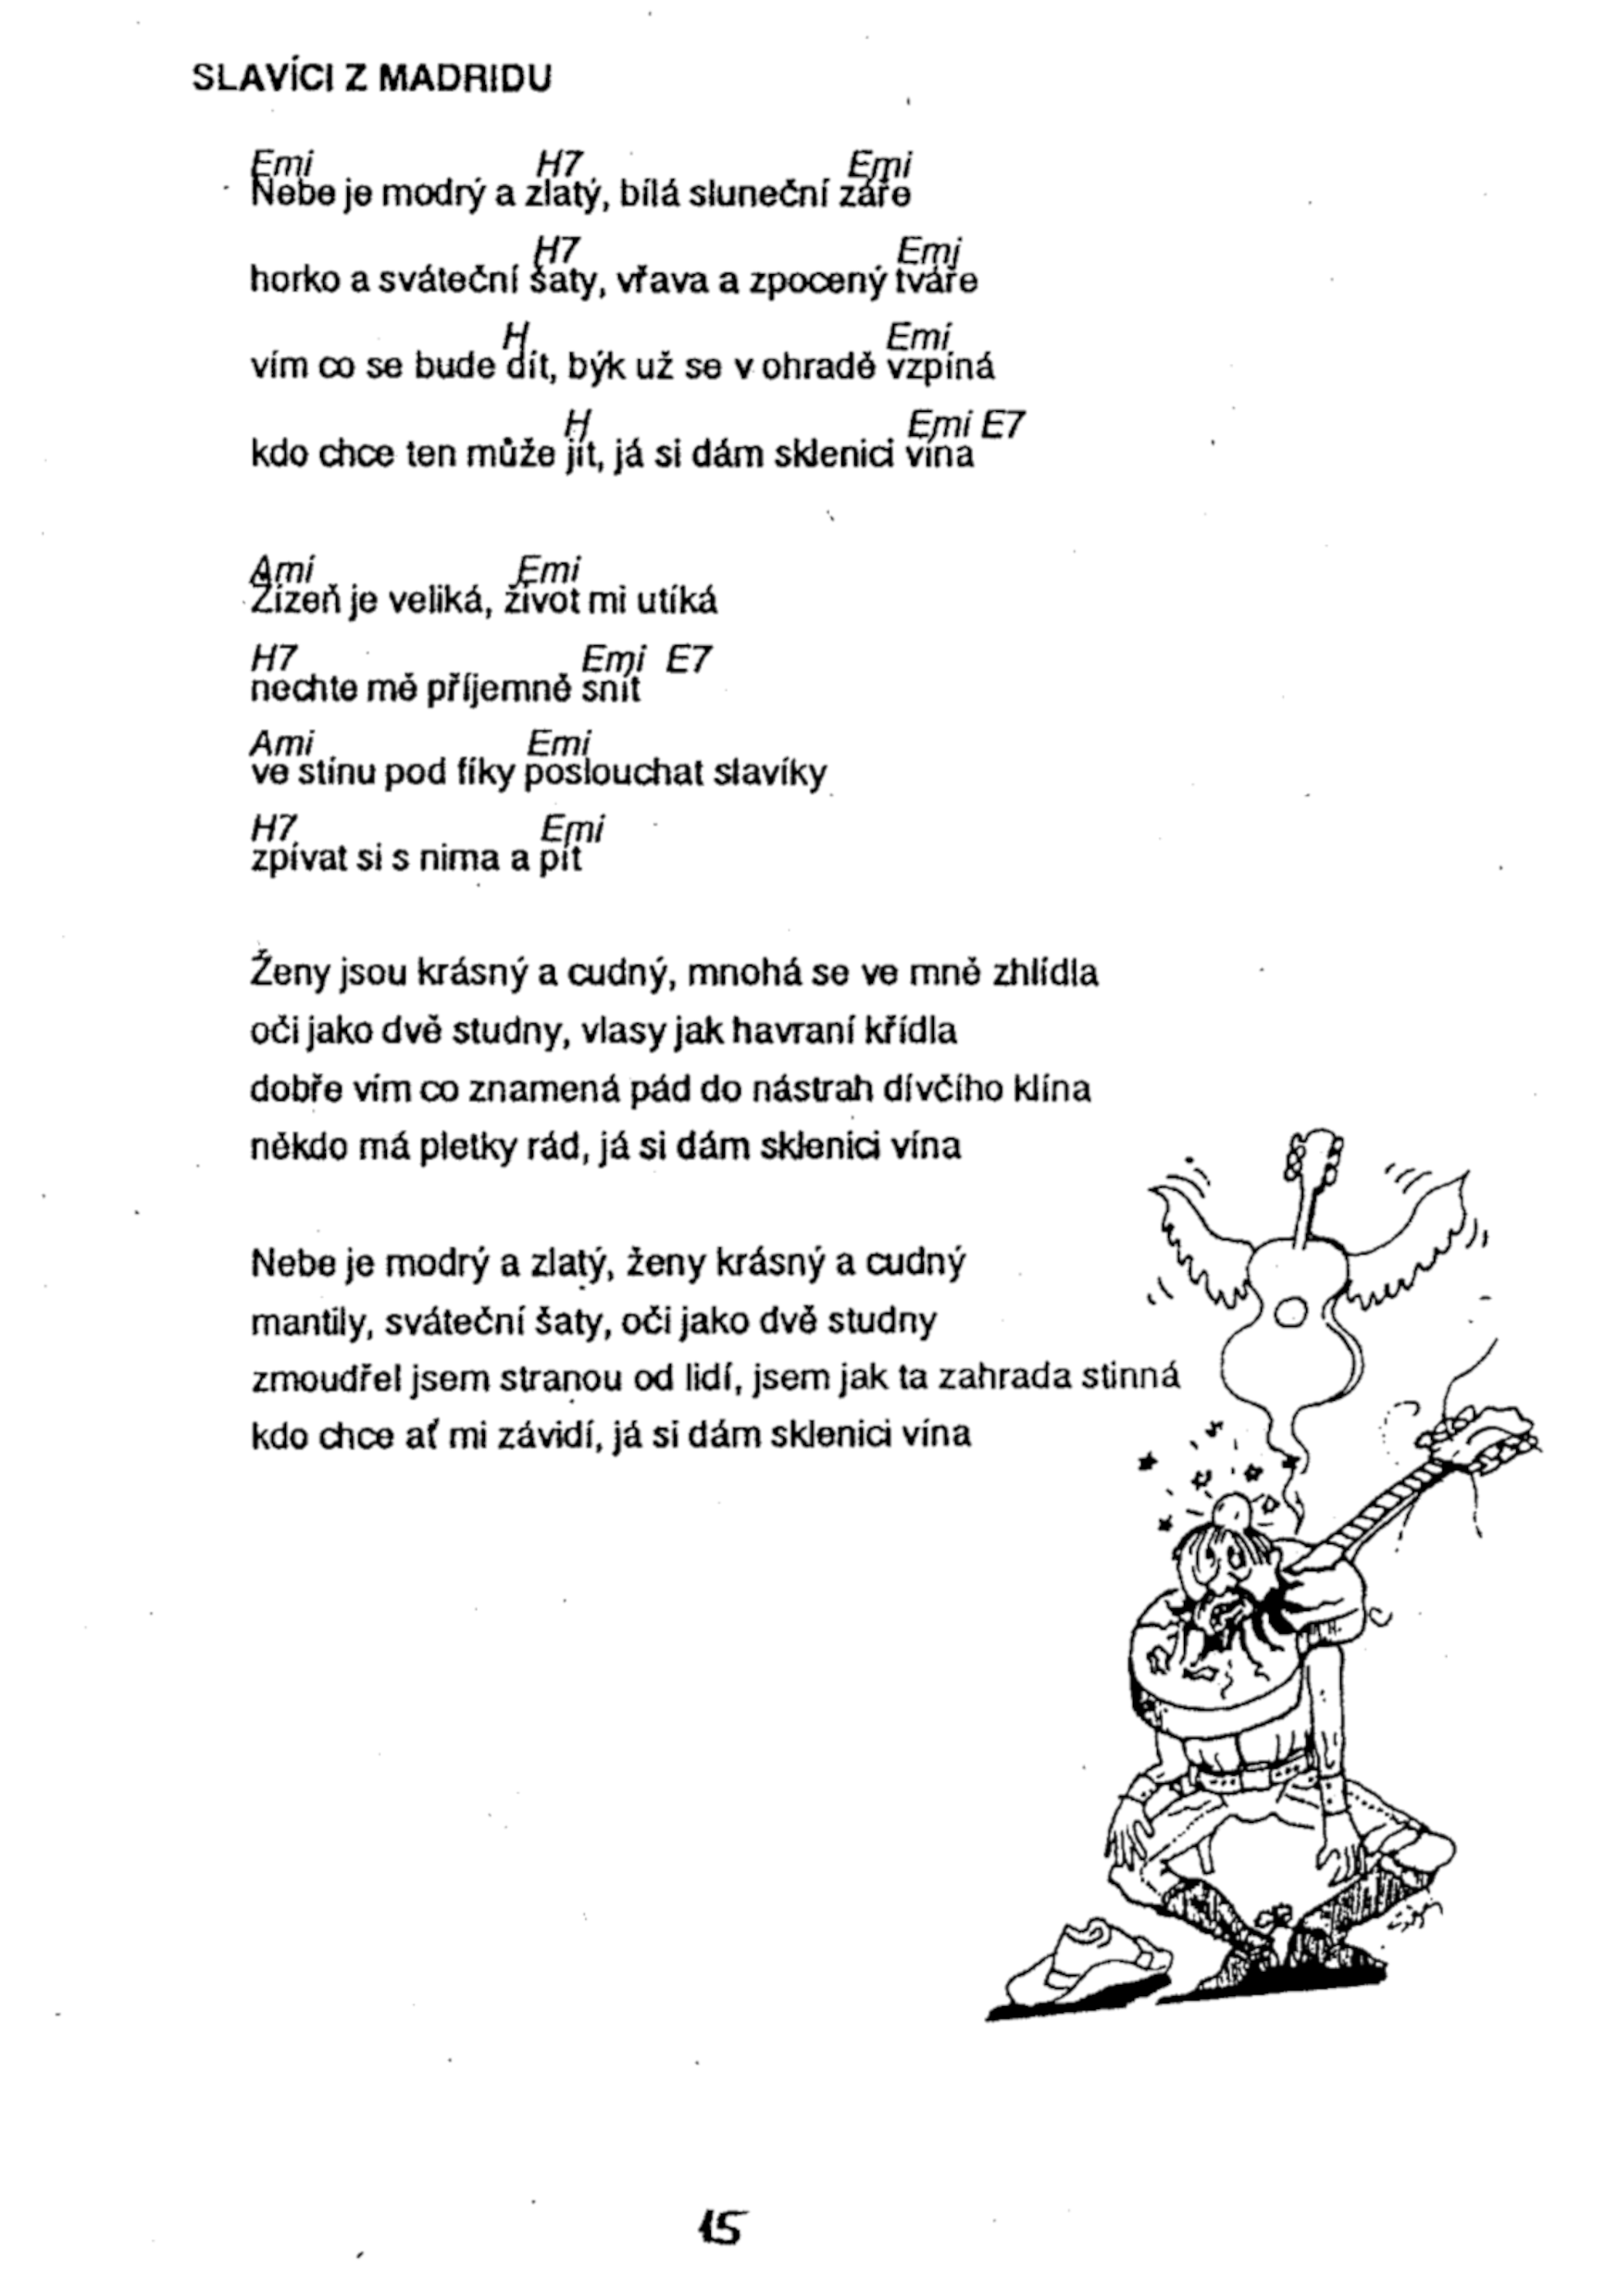 SLAVÍCI Z MADRIDU
Emi H7 Emi
Nebe je modrý a zlatý, bílá sluneční záře
H7 Emi
horko a sváteční šaty, vřava a zpocený tváře
H Emi
vím co se bude dít, býk už se v ohradě vzpíná
H Emi E7
kdo chce ten může jít, já si dám sklenici vína
Ami Emi
Žízeň je veliká, život mi utíká
H7 Emi E7
nechte mě příjemně snít
Ami Emi
ve stínu pod fíky poslouchat slavíky
H7 Emi
zpívat si s nima a pít
Ženy jsou krásný a cudný, mnohá se ve mně zhlídla
oči jako dvě studny, vlasy jak havraní křídla
dobře vím co znamená pád do nástrah dívčího klína
někdo má pletky rád, já si dám sklenici vína
Nebe je modrý a zlatý, ženy krásný a cudný
mantily, sváteční šaty, oči jako dvě studny
zmoudřel jsem stranou od lidí, jsem jak ta zahrada stinná
kdo chce ať mi závidí, já si dám sklenici vína
15